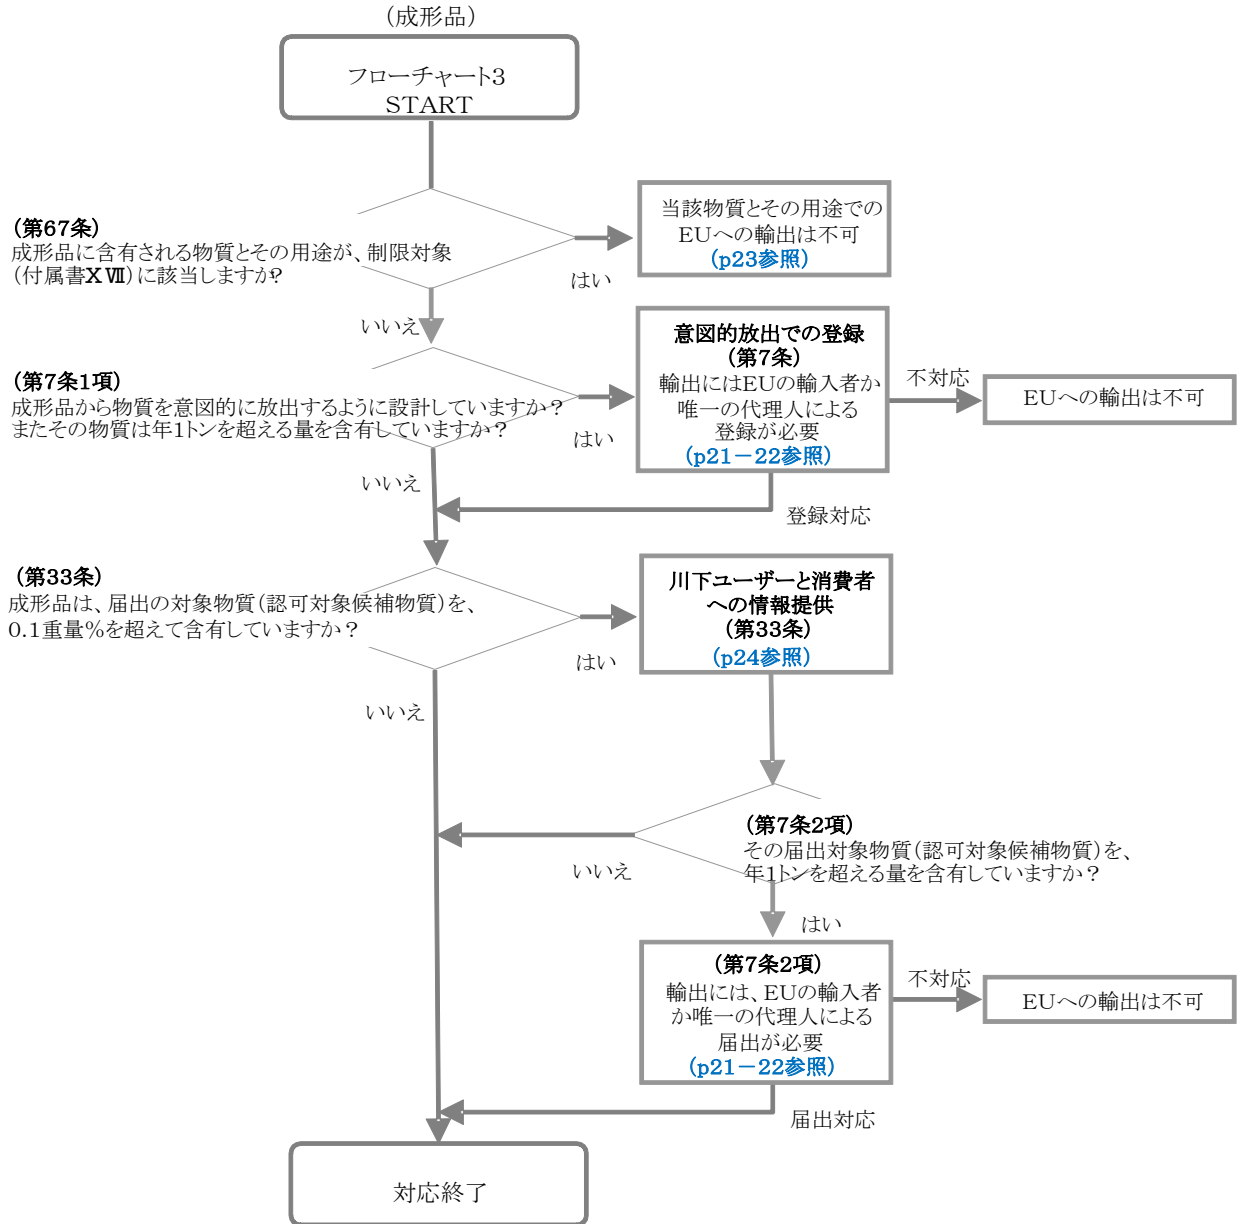 (成形品)
フローチャート3
START
(第67条)
成形品に含有される物質とその用途が、制限対象
(付属書ⅩⅦ)に該当しますか?
はい
当該物質とその用途での
EUへの輸出は不可
(p23参照)
いいえ
(第7条1項)
成形品から物質を意図的に放出するように設計していますか?
またその物質は年1トンを超える量を含有していますか?
はい
意図的放出での登録
(第7条)
輸出にはEUの輸入者か
唯一の代理人による
登録が必要
(p21-22参照)
不対応
EUへの輸出は不可
いいえ
登録対応
(第33条)
成形品は、届出の対象物質(認可対象候補物質)を、
0.1重量%を超えて含有していますか?
はい
川下ユーザーと消費者
への情報提供
(第33条)
(p24参照)
いいえ
(第7条2項)
その届出対象物質(認可対象候補物質)を、
年1トンを超える量を含有していますか?
いいえ
はい
(第7条2項)
輸出には、EUの輸入者
か唯一の代理人による
届出が必要
(p21-22参照)
不対応
EUへの輸出は不可
届出対応
対応終了